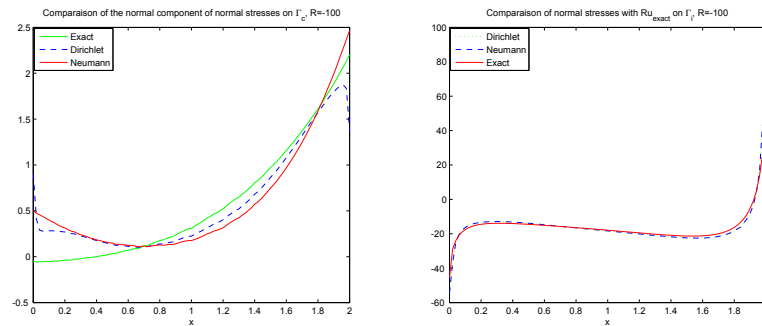 Comparaison of the normal component of normal stresses on Γc, R=-100
Exact
Dirichlet
Neumann
2.5
2
1.5
1
0.5
0
-0.5
0 0.2 0.4 0.6 0.8 1 1.2 1.4 1.6 1.8 2
x
Comparaison of normal stresses with Ruexact on Γi, R=-100
Dirichlet
Neumann
Exact
100
80
60
40
20
0
-20
-40
-60
0 0.2 0.4 0.6 0.8 1 1.2 1.4 1.6 1.8
x